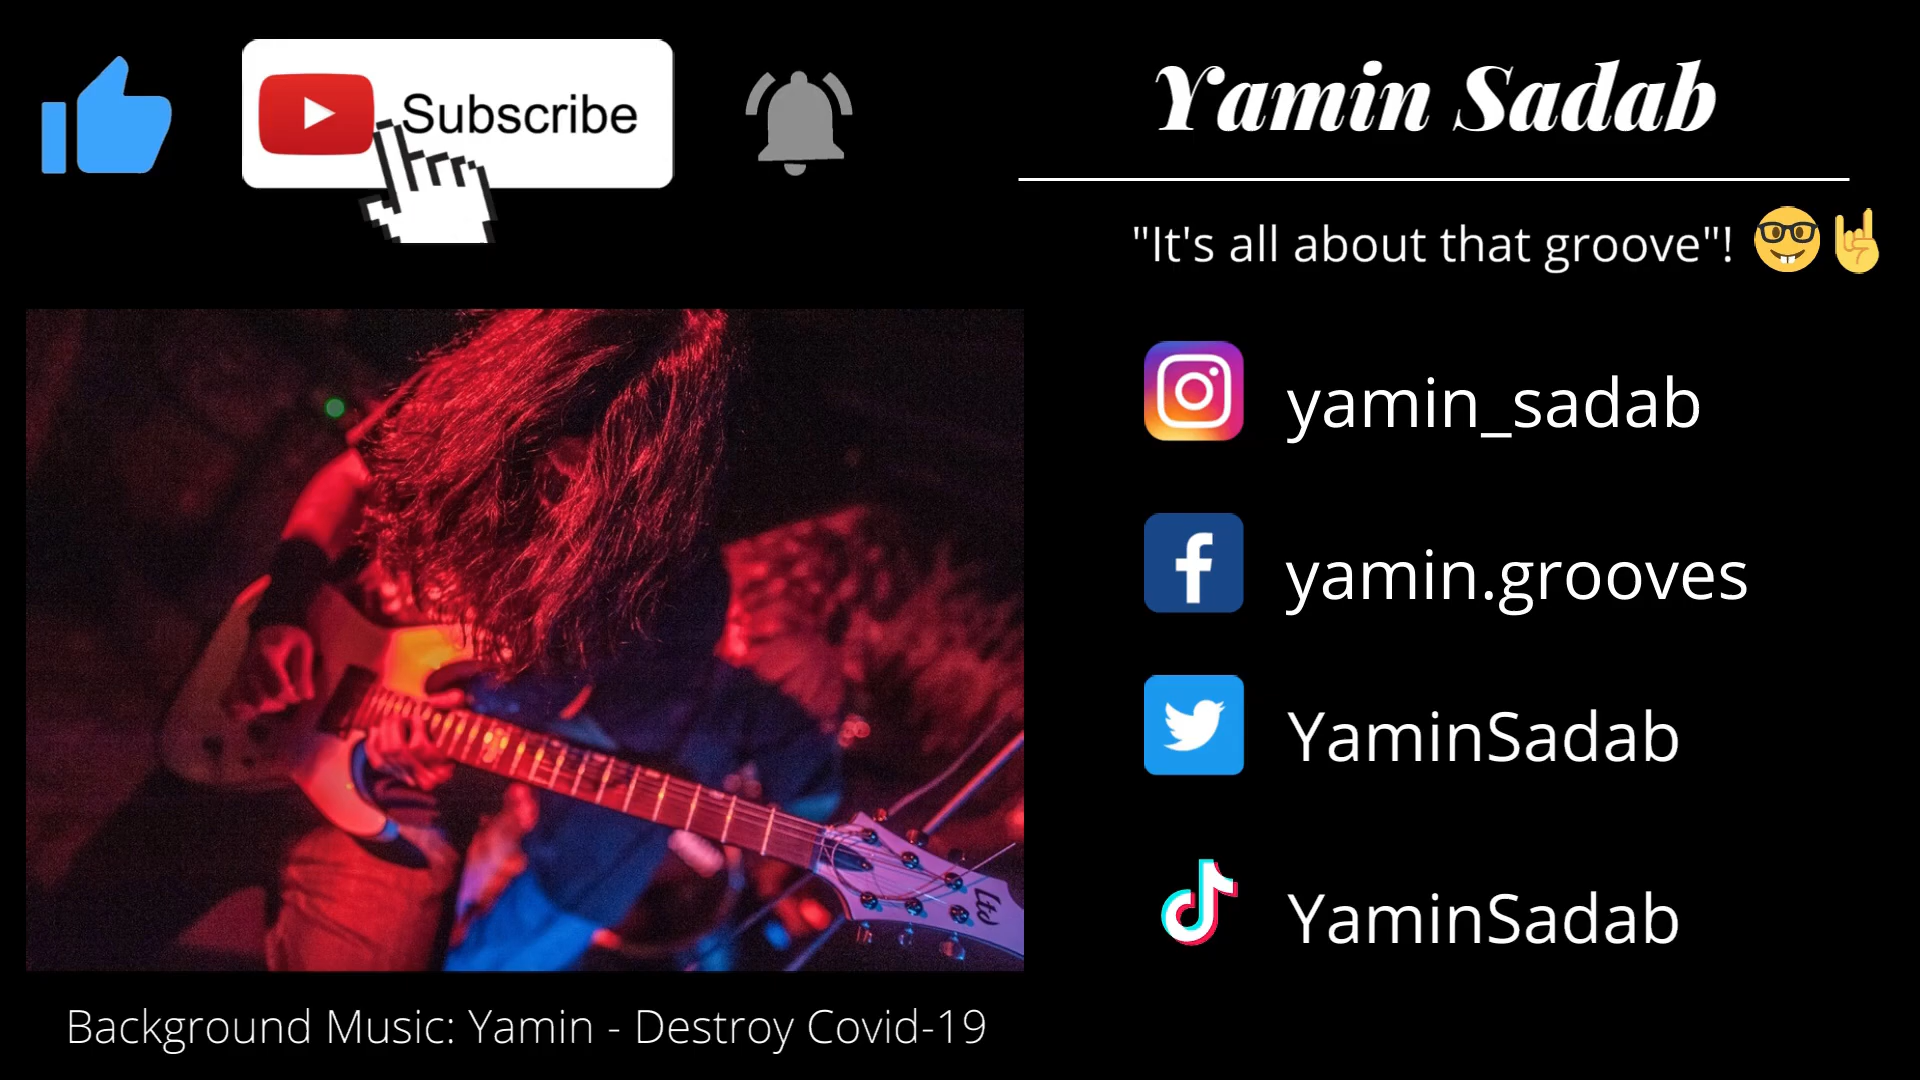 Subscribe
Yamin Sadab
"It's all about that groove"! 🤓🤘
yamin_sadab
yamin.grooves
YaminSadab
YaminSadab
Ltd
Background Music: Yamin - Destroy Covid-19